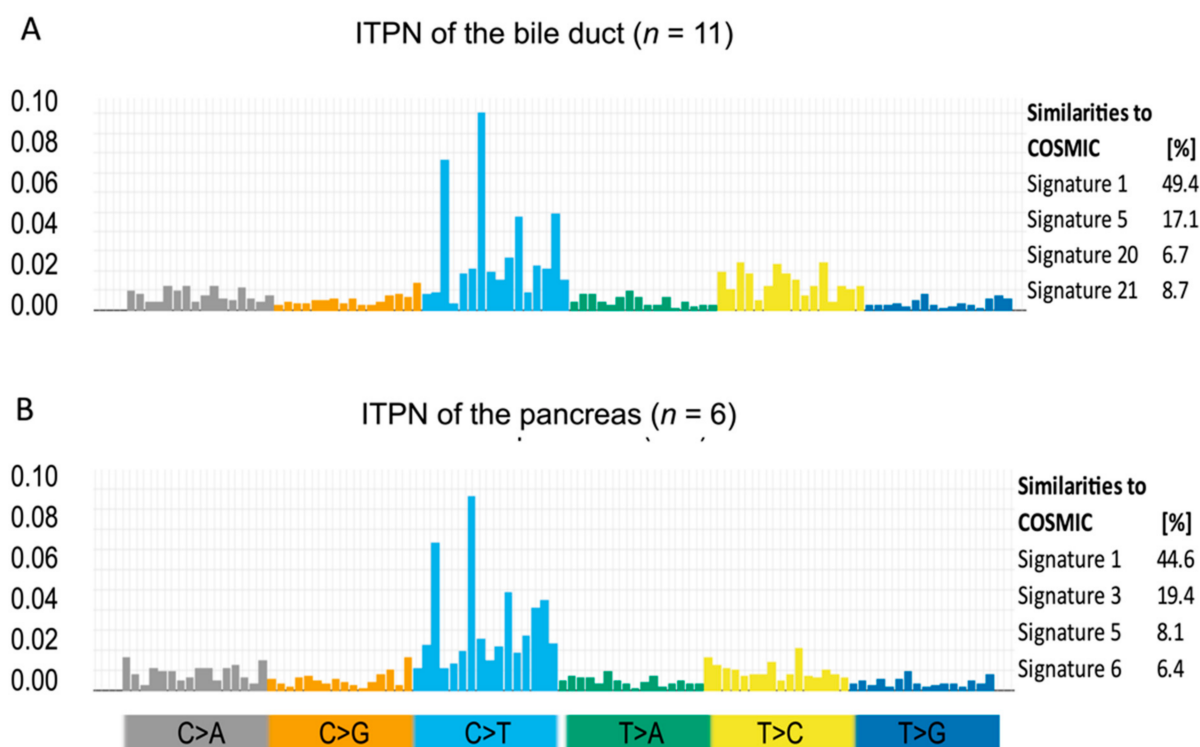 A
ITPN of the bile duct (n = 11)
0.10
0.08
0.06
0.04
0.02
0.00
Similarities to
COSMIC [%]
Signature 1 49.4
Signature 5 17.1
Signature 20 6.7
Signature 21 8.7
B
ITPN of the pancreas (n = 6)
0.10
0.08
0.06
0.04
0.02
0.00
Similarities to
COSMIC [%]
Signature 1 44.6
Signature 3 19.4
Signature 5 8.1
Signature 6 6.4
C>A C>G C>T T>A T>C T>G